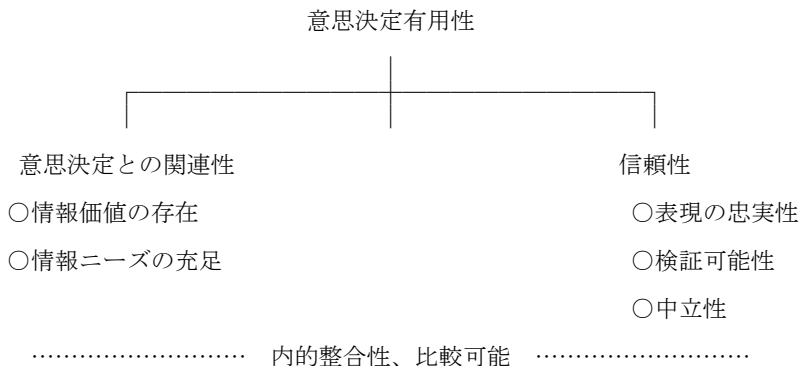 意思決定有用性
意思決定との関連性 信頼性
○情報価値の存在 ○表現の忠実性
○情報ニーズの充足 ○検証可能性
○中立性
………………………… 内的整合性、比較可能 …………………………